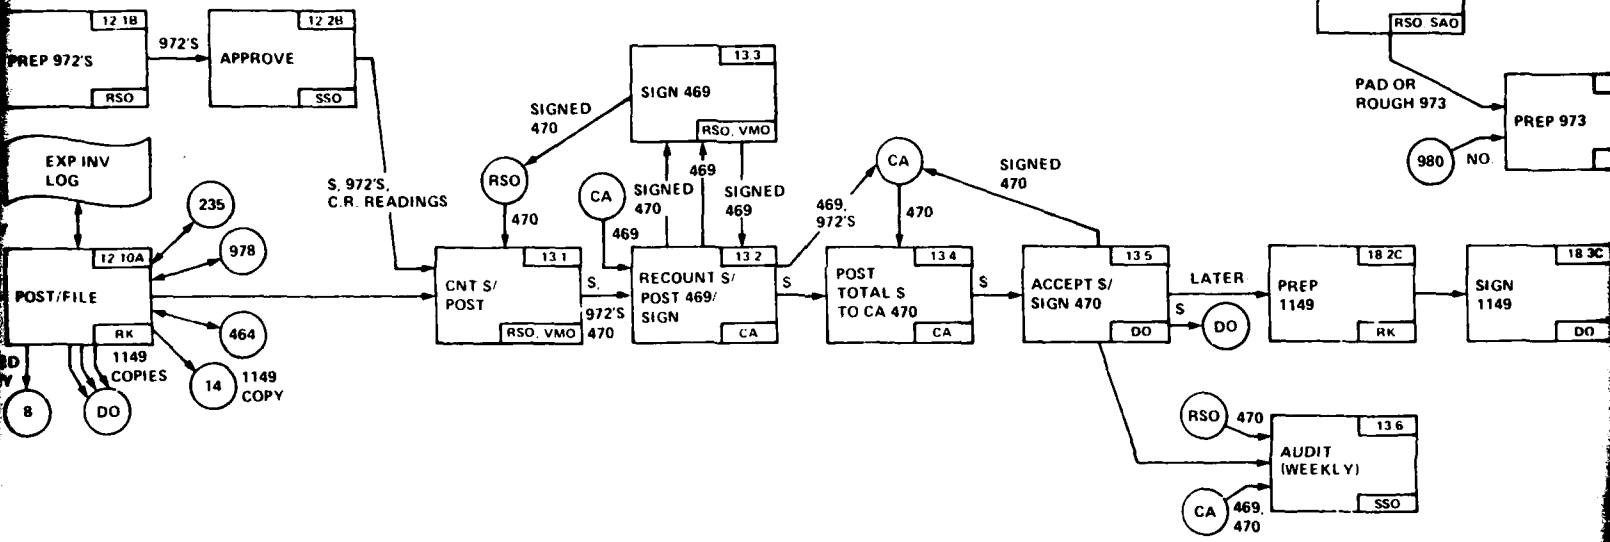 12 1B
PREP 972'S
RSO
972'S
12 2B
APPROVE
SSO
S, 972'S,
C.R. READINGS
EXP INV
LOG
12 10A
POST/FILE
RK
235
978
464
14
1149
COPY
1149
COPIES
8
DO
SIGNED
470
RSO
470
13.3
SIGN 469
RSO, VMO
CA
469
SIGNED
470
469
SIGNED
469
13 1
CNT S/
POST
RSO, VMO
S,
972'S
470
13 2
RECOUNT S/
POST 469/
SIGN
CA
469,
972'S
S
CA
470
SIGNED
470
13 4
POST
TOTAL S
TO CA 470
CA
S
13 5
ACCEPT S/
SIGN 470
DO
LATER
S
DO
18 2C
PREP
1149
RK
18 3C
SIGN
1149
DO
RSO
470
CA
469,
470
13 6
AUDIT
(WEEKLY)
SSO
RSO, SAO
PAD OR
ROUGH 973
980
NO.
PREP 973